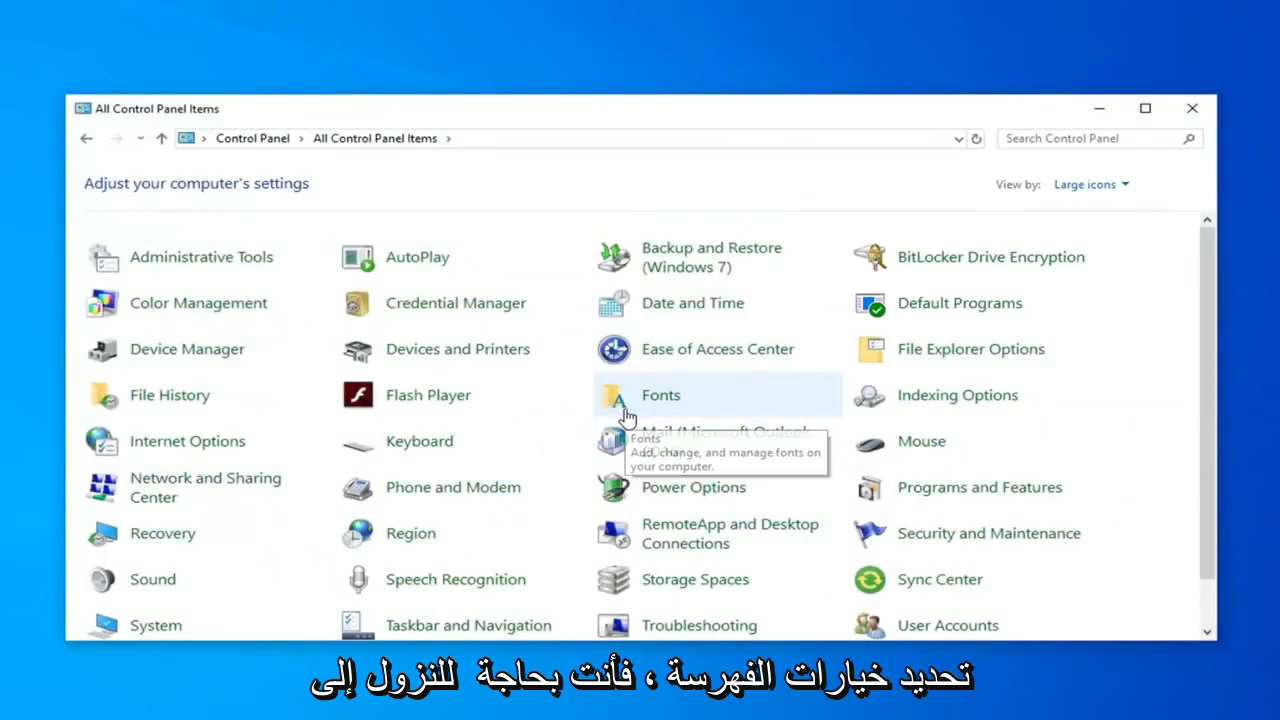 All Control Panel Items
Control Panel
All Control Panel Items
Search Control Panel
Adjust your computer's settings
View by: Large icons
Administrative Tools
AutoPlay
Backup and Restore
(Windows 7)
BitLocker Drive Encryption
Color Management
Credential Manager
Date and Time
Default Programs
Device Manager
Devices and Printers
Ease of Access Center
File Explorer Options
File History
Flash Player
Fonts
Indexing Options
Internet Options
Keyboard
Mail (Microsoft Outlook
Fonts
Add, change, and manage fonts on
your computer.
Mouse
Network and Sharing
Center
Phone and Modem
Power Options
Programs and Features
Recovery
Region
RemoteApp and Desktop
Connections
Security and Maintenance
Sound
Speech Recognition
Storage Spaces
Sync Center
System
Taskbar and Navigation
Troubleshooting
User Accounts
تحديد خيارات الفهرسة ، فأنت بحاجة للنزول إلى